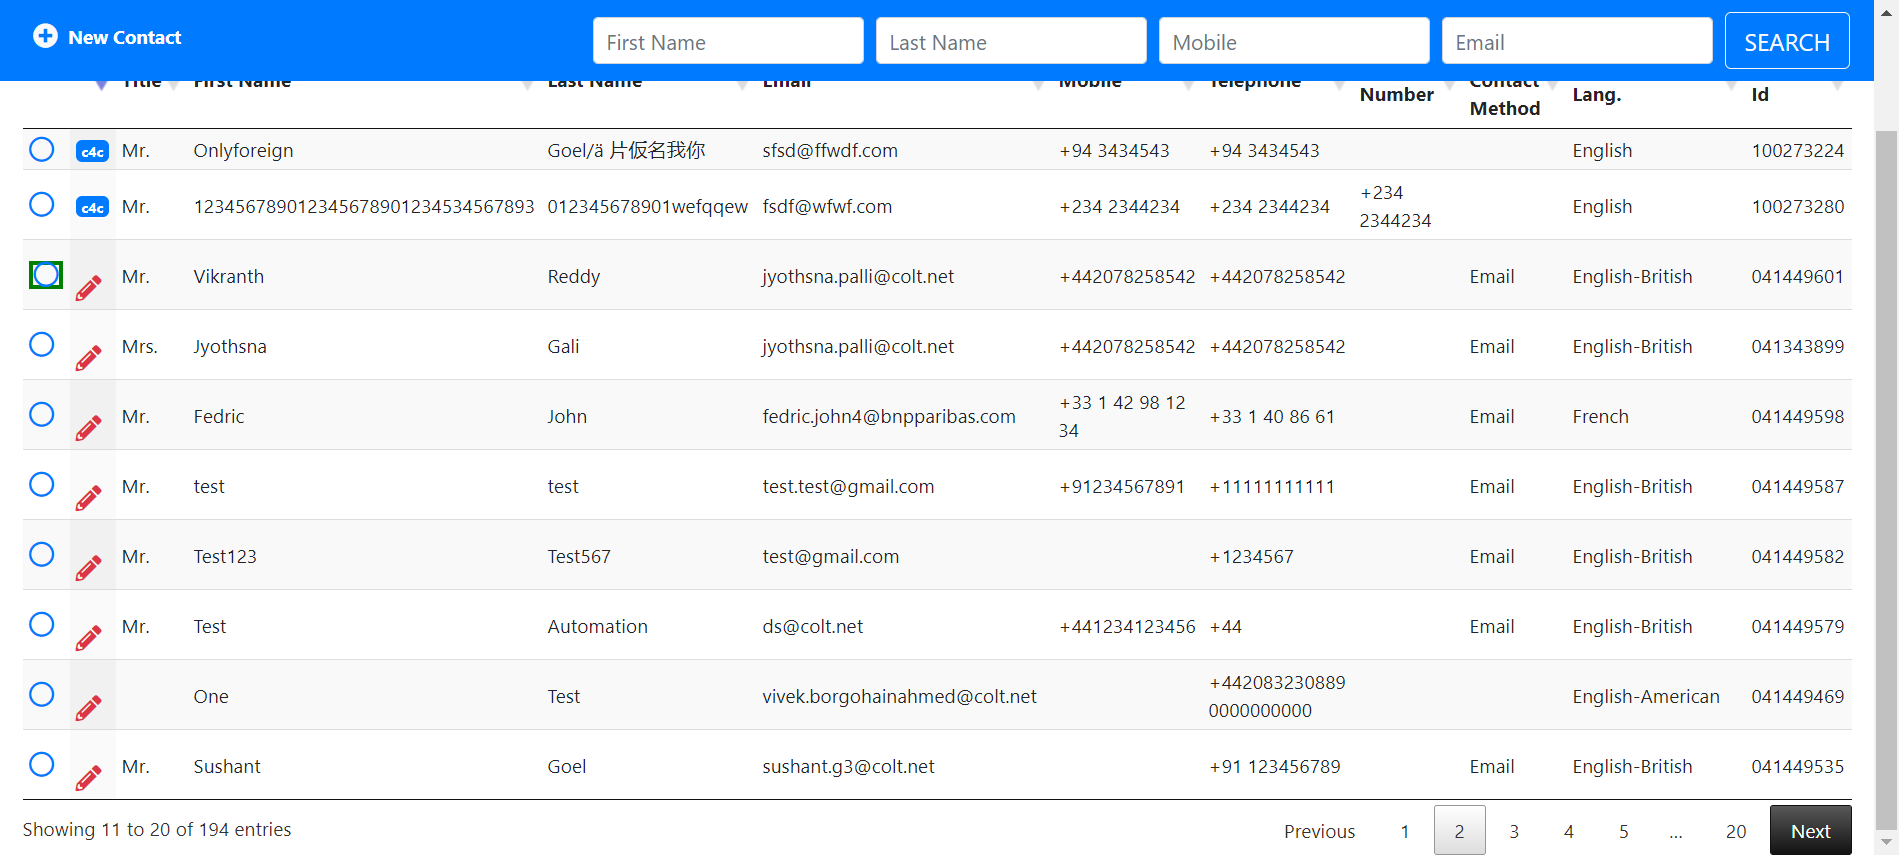 New Contact First Name Last Name Mobile Email SEARCH
Title First Name Last Name Email Mobile Telephone Number Contact Method Lang. Id
c4c Mr. Onlyforeign Goel/ä 片仮名我你 sfsd@ffwdf.com +94 3434543 +94 3434543 English 100273224
c4c Mr. 12345678901234567890123453456789​3 012345678901wefqqew fsdf@wfwf.com +234 2344234 +234 2344234 +234 2344234 English 100273280
Mr. Vikranth Reddy jyothsna.palli@colt.net +442078258542 +442078258542 Email English-British 041449601
Mrs. Jyothsna Gali jyothsna.palli@colt.net +442078258542 +442078258542 Email English-British 041343899
Mr. Fedric John fedric.john4@bnpparibas.com +33 1 42 98 12 34 +33 1 40 86 61 Email French 041449598
Mr. test test test.test@gmail.com +91234567891 +11111111111 Email English-British 041449587
Mr. Test123 Test567 test@gmail.com +1234567 Email English-British 041449582
Mr. Test Automation ds@colt.net +441234123456 +44 Email English-British 041449579
One Test vivek.borgohainahmed@colt.net +442083230889 0000000000 English-American 041449469
Mr. Sushant Goel sushant.g3@colt.net +91 123456789 Email English-British 041449535
Showing 11 to 20 of 194 entries Previous 1 2 3 4 5 ... 20 Next